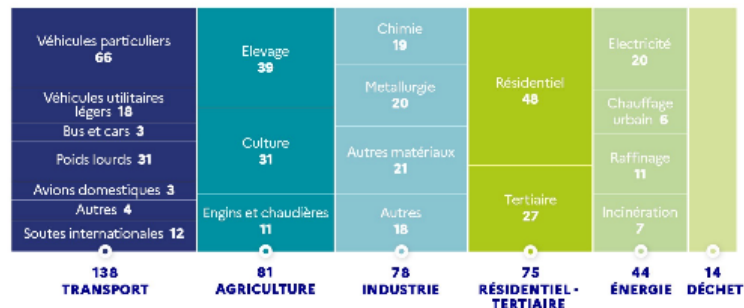 Véhicules particuliers
66
Véhicules utilitaires
légers 18
Bus et cars 3
Poids lourds 31
Avions domestiques 3
Autres 4
Soutes internationales 12
138
TRANSPORT
Elevage
39
Culture
31
Engins et chaudières
11
81
AGRICULTURE
Chimie
19
Metallurgie
20
Autres matériaux
21
Autres
18
78
INDUSTRIE
Résidentiel
48
Tertiaire
27
75
RÉSIDENTIEL-
TERTIAIRE
Electricité
20
Chauffage
urbain 6
Raffinage
11
Incinération
7
44
ÉNERGIE
14
DÉCHET